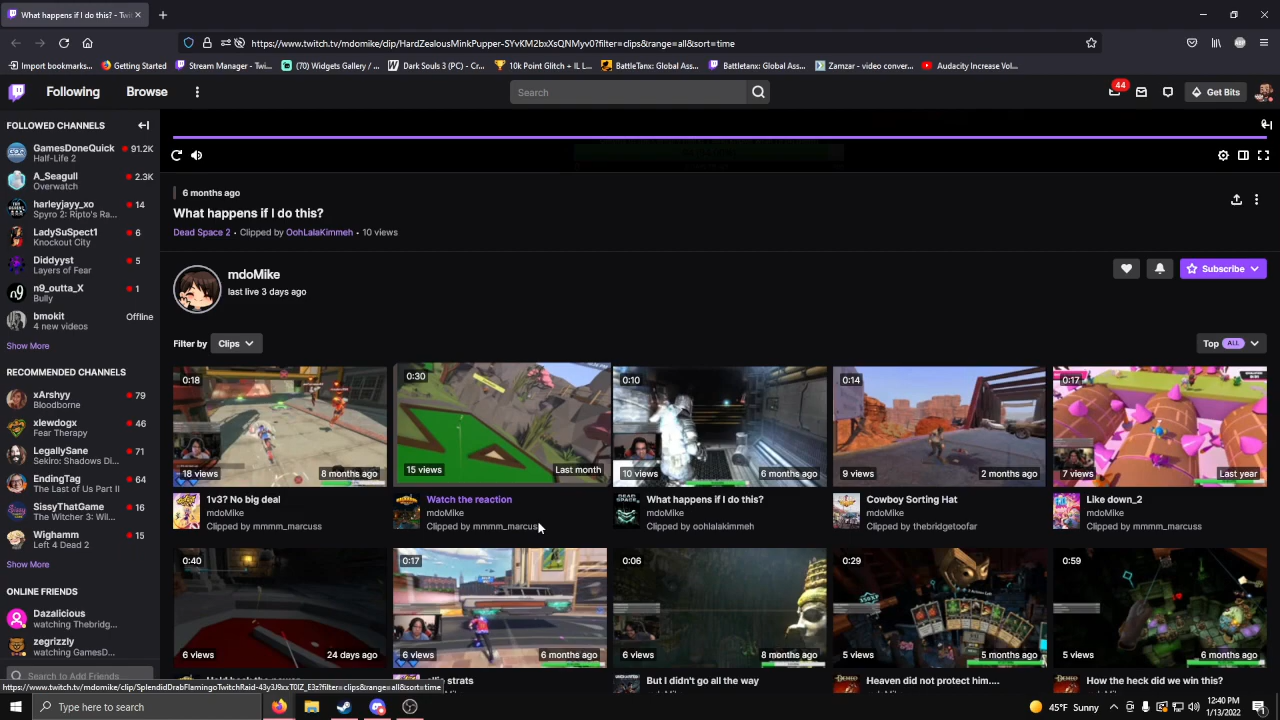 What happens if I do this? - Twi
https://www.twitch.tv/mdomike/clip/HardZealousMinkPupper-SYvKM2bxXsQNMyv0?filter=clips&range=all&sort=time
Import bookmarks...
Getting Started
Stream Manager - Twi...
(70) Widgets Gallery / ...
Dark Souls 3 (PC) - Cr...
10k Point Glitch + IL L...
BattleTanx: Global Ass...
Battletanx: Global Ass...
Zamzar - video conver...
Audacity Increase Vol...
Following
Browse
Search
44
Get Bits
FOLLOWED CHANNELS
GamesDoneQuick
91.2K
Half-Life 2
A_Seagull
2.3K
Overwatch
harleyjayy_xo
14
Spyro 2: Ripto's Ra...
LadySuSpect1
6
Knockout City
Diddyyst
5
Layers of Fear
n9_outta_X
1
Bully
bmokit
Offline
4 new videos
Show More
RECOMMENDED CHANNELS
xArshyy
79
Bloodborne
xlewdogx
46
Fear Therapy
LegallySane
71
Sekiro: Shadows Di...
EndingTag
64
The Last of Us Part II
SissyThatGame
16
The Witcher 3: Wil...
Wighamm
15
Left 4 Dead 2
Show More
ONLINE FRIENDS
Dazalicious
watching Thebridg...
zegrizzly
watching GamesD...
Search to Add Friends
6 months ago
What happens if I do this?
Dead Space 2 • Clipped by OohLalaKimmeh • 10 views
mdoMike
last live 3 days ago
Subscribe
Filter by
Clips
Top ALL
0:18
18 views
8 months ago
1v3? No big deal
mdoMike
Clipped by mmmm_marcuss
0:30
15 views
Last month
Watch the reaction
mdoMike
Clipped by mmmm_marcus
0:10
10 views
6 months ago
What happens if I do this?
mdoMike
Clipped by oohlalakimmeh
0:14
9 views
2 months ago
Cowboy Sorting Hat
mdoMike
Clipped by thebridgetoofar
0:17
7 views
Last year
Like down_2
mdoMike
Clipped by mmmm_marcuss
0:40
6 views
24 days ago
0:17
6 views
6 months ago
strats
0:06
6 views
8 months ago
But I didn't go all the way
0:29
5 views
5 months ago
Heaven did not protect him....
0:59
5 views
6 months ago
How the heck did we win this?
https://www.twitch.tv/mdomike/clip/SplendidDrabFlamingoTwitchRaid-43y3J9xxT0lZ_E3z?filter=clips&range=all&sort=time
Type here to search
45°F Sunny
12:40 PM
1/13/2022